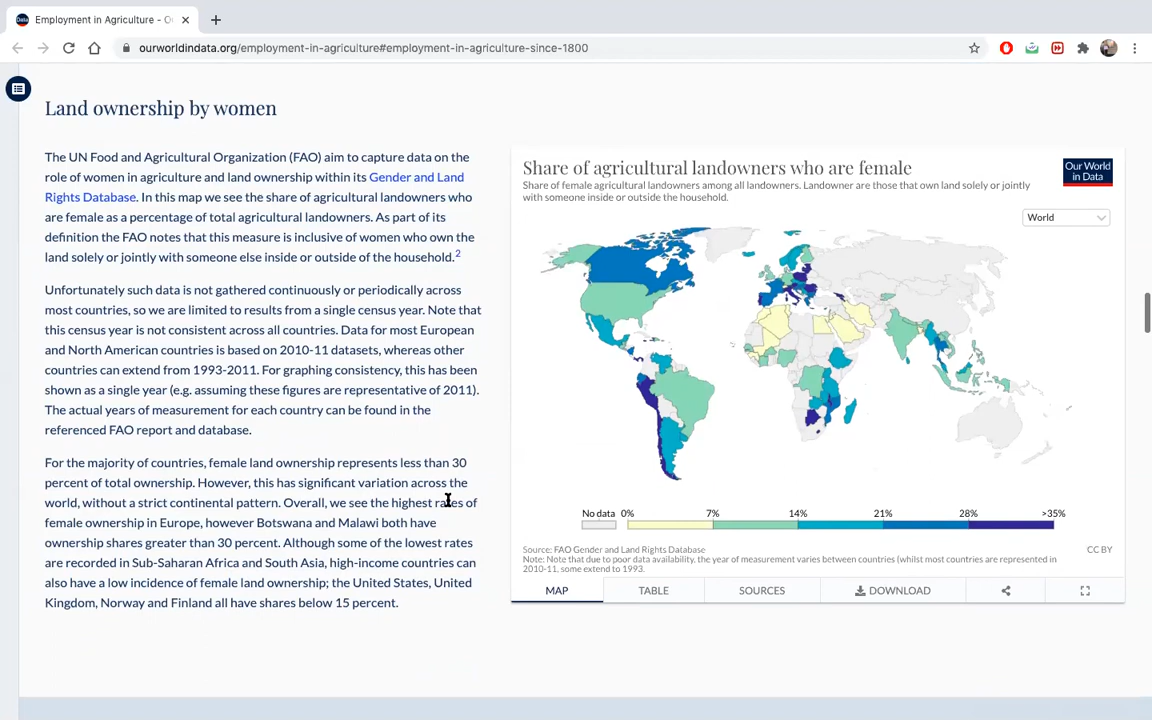 Employment in Agriculture - O
ourworldindata.org/employment-in-agriculture#employment-in-agriculture-since-1800
Land ownership by women
The UN Food and Agricultural Organization (FAO) aim to capture data on the
role of women in agriculture and land ownership within its Gender and Land
Rights Database. In this map we see the share of agricultural landowners who
are female as a percentage of total agricultural landowners. As part of its
definition the FAO notes that this measure is inclusive of women who own the
land solely or jointly with someone else inside or outside of the household.2
Unfortunately such data is not gathered continuously or periodically across
most countries, so we are limited to results from a single census year. Note that
this census year is not consistent across all countries. Data for most European
and North American countries is based on 2010-11 datasets, whereas other
countries can extend from 1993-2011. For graphing consistency, this has been
shown as a single year (e.g. assuming these figures are representative of 2011).
The actual years of measurement for each country can be found in the
referenced FAO report and database.
For the majority of countries, female land ownership represents less than 30
percent of total ownership. However, this has significant variation across the
world, without a strict continental pattern. Overall, we see the highest rates of
female ownership in Europe, however Botswana and Malawi both have
ownership shares greater than 30 percent. Although some of the lowest rates
are recorded in Sub-Saharan Africa and South Asia, high-income countries can
also have a low incidence of female land ownership; the United States, United
Kingdom, Norway and Finland all have shares below 15 percent.
Share of agricultural landowners who are female
Share of female agricultural landowners among all landowners. Landowner are those that own land solely or jointly
with someone inside or outside the household.
Our World
in Data
World
No data 0% 7% 14% 21% 28% >35%
Source: FAO Gender and Land Rights Database
CC BY
Note: Note that due to poor data availability, the year of measurement varies between countries (whilst most countries are represented in
2010-11, some extend to 1993.
MAP TABLE SOURCES DOWNLOAD